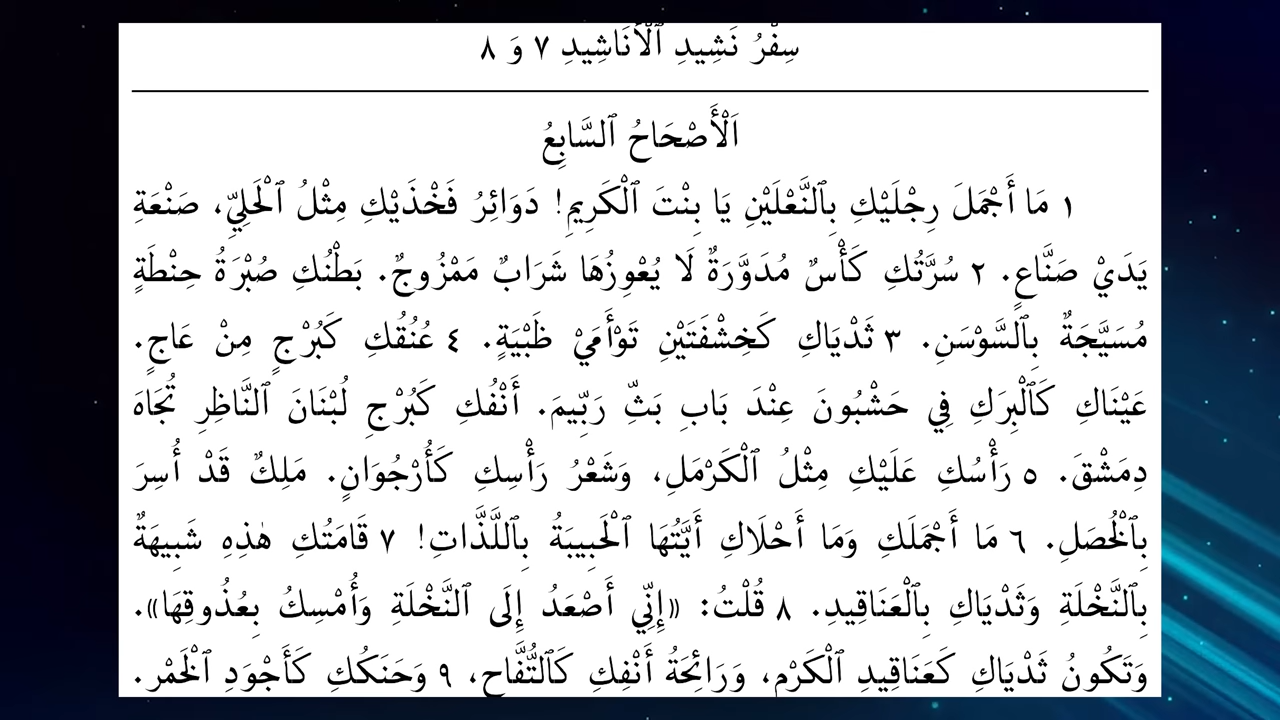 سِفْرُ نَشِيدِ ٱلْأَنَاشِيدِ ٧ وَ ٨
اَلْأَصْحَاحُ ٱلسَّابِعُ
١ مَا أَجْمَلَ رِجْلَيْكِ بِٱلنَّعْلَيْنِ يَا بِنْتَ ٱلْكَرِيمِ! دَوَائِرُ فَخْذَيْكِ مِثْلُ ٱلْحَلِيِّ، صَنْعَةِ
يَدَيْ صَنَّاعٍ. ٢ سُرَّتُكِ كَأْسٌ مُدَوَّرَةٌ لَا يُعْوِزُهَا شَرَابٌ مَمْزُوجٌ. بَطْنُكِ صُبْرَةُ حِنْطَةٍ
مُسَيَّجَةٌ بِٱلسَّوْسَنِ. ٣ ثَدْيَاكِ كَخِشْفَتَيْنِ تَوْأَمَيْ ظَبْيَةٍ. ٤ عُنُقُكِ كَبُرْجٍ مِنْ عَاجٍ.
عَيْنَاكِ كَٱلْبِرَكِ فِي حَشْبُونَ عِنْدَ بَابِ بَثِّ رَبِّيمَ. أَنْفُكِ كَبُرْجِ لُبْنَانَ ٱلنَّاظِرِ تُجَاهَ
دِمَشْقَ. ٥ رَأْسُكِ عَلَيْكِ مِثْلُ ٱلْكَرْمَلِ، وَشَعْرُ رَأْسِكِ كَأُرْجُوَانٍ. مَلِكٌ قَدْ أُسِرَ
بِٱلْخُصَلِ. ٦ مَا أَجْمَلَكِ وَمَا أَحْلَاكِ أَيَّتُهَا ٱلْحَبِيبَةُ بِٱللَّذَّاتِ! ٧ قَامَتُكِ هٰذِهِ شَبِيهَةٌ
بِٱلنَّخْلَةِ وَثَدْيَاكِ بِٱلْعَنَاقِيدِ. ٨ قُلْتُ: «إِنِّي أَصْعَدُ إِلَى ٱلنَّخْلَةِ وَأُمْسِكُ بِعُذُوقِهَا».
وَتَكُونُ ثَدْيَاكِ كَعَنَاقِيدِ ٱلْكَرْمِ، وَرَائِحَةُ أَنْفِكِ كَٱلتُّفَّاحِ، ٩ وَحَنَكُكِ كَأَجْوَدِ ٱلْخَمْرِ.